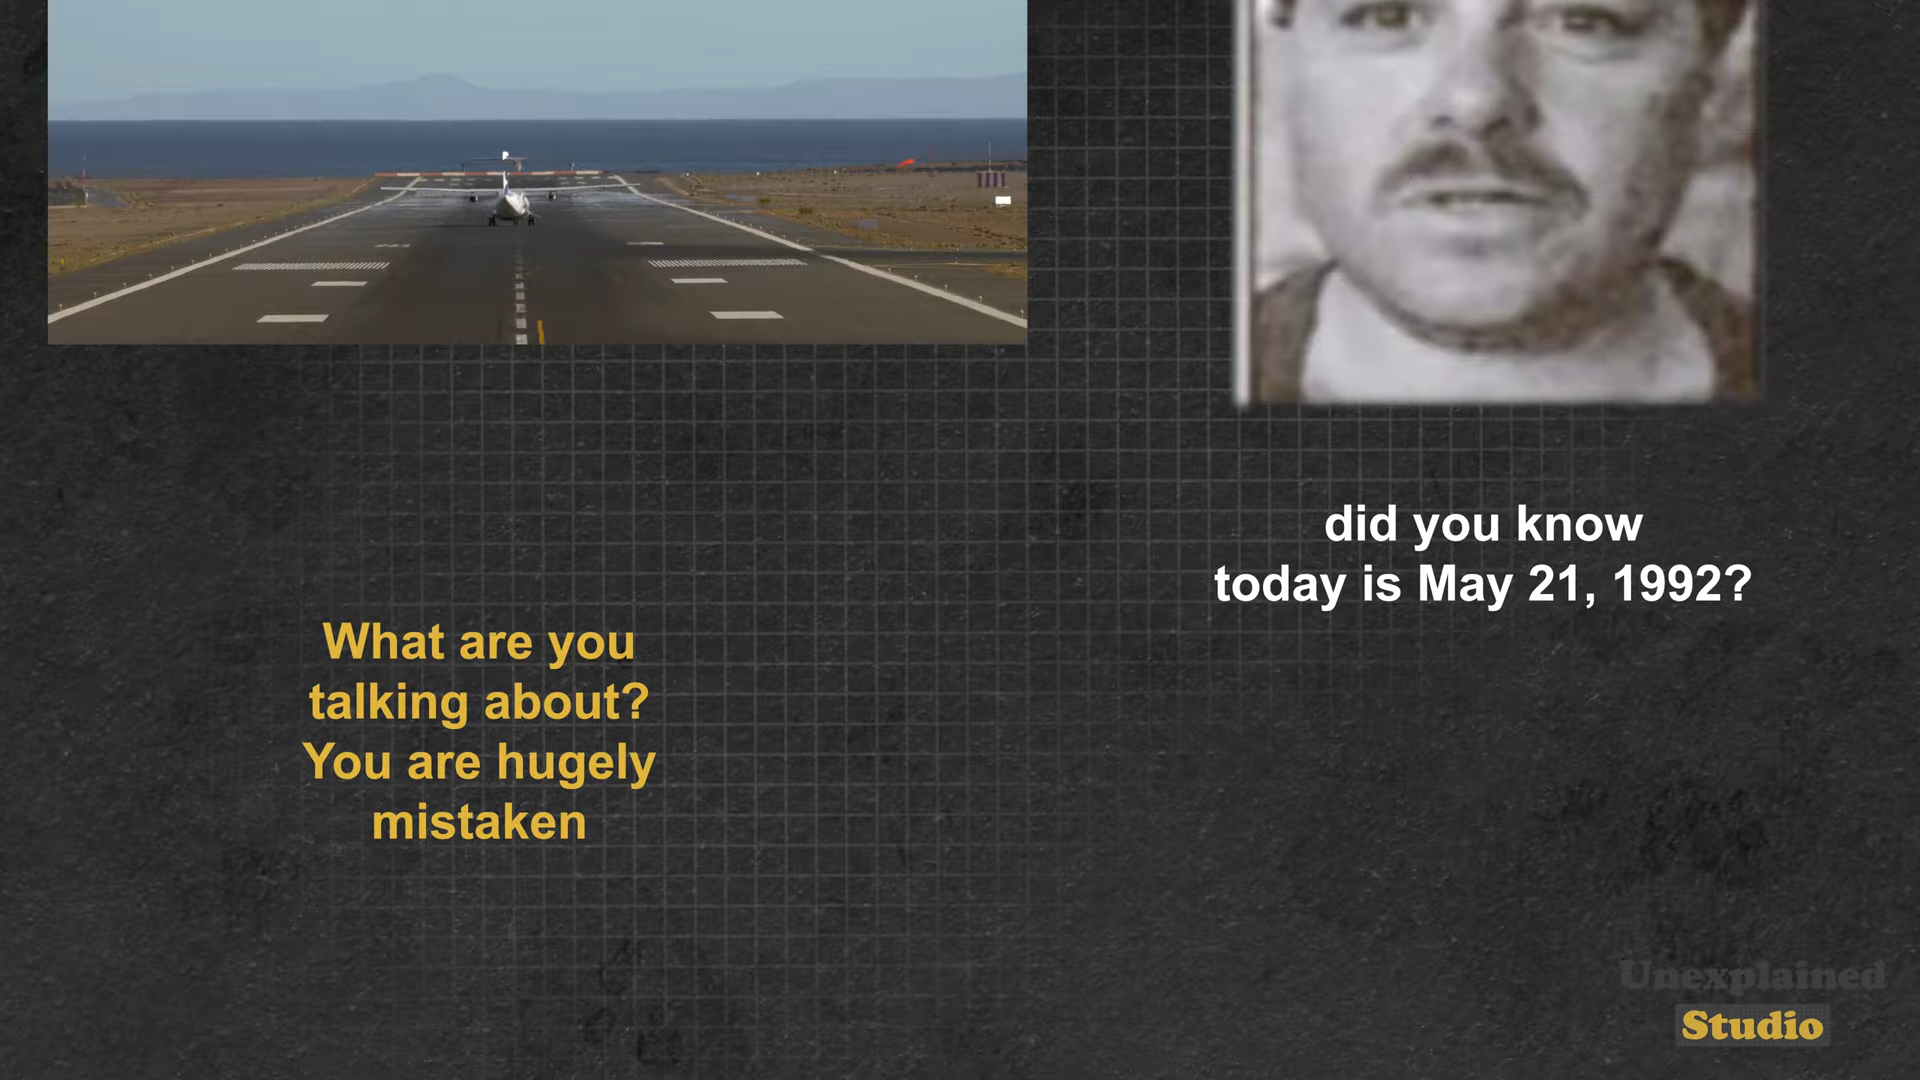 did you know
today is May 21, 1992?
What are you
talking about?
You are hugely
mistaken
Unexplained
Studio